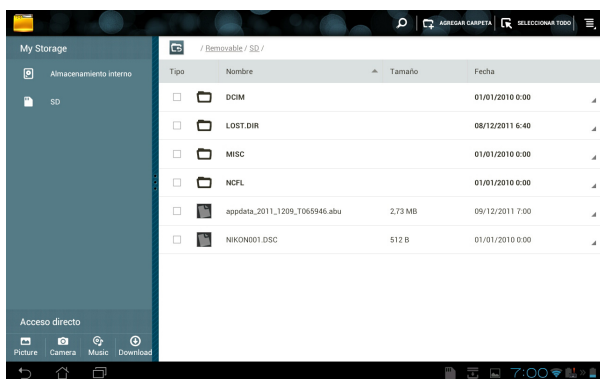 AGREGAR CARPETA SELECCIONAR TODO
My Storage
Almacenamiento interno
SD
/ Removable / SD /
Tipo Nombre Tamaño Fecha
DCIM 01/01/2010 0:00
LOST.DIR 08/12/2011 6:40
MISC 01/01/2010 0:00
NCFL 01/01/2010 0:00
appdata_2011_1209_T065946.abu 2,73 MB 09/12/2011 7:00
NIKON001.DSC 512 B 01/01/2010 0:00
Acceso directo
Picture Camera Music Download
7:00